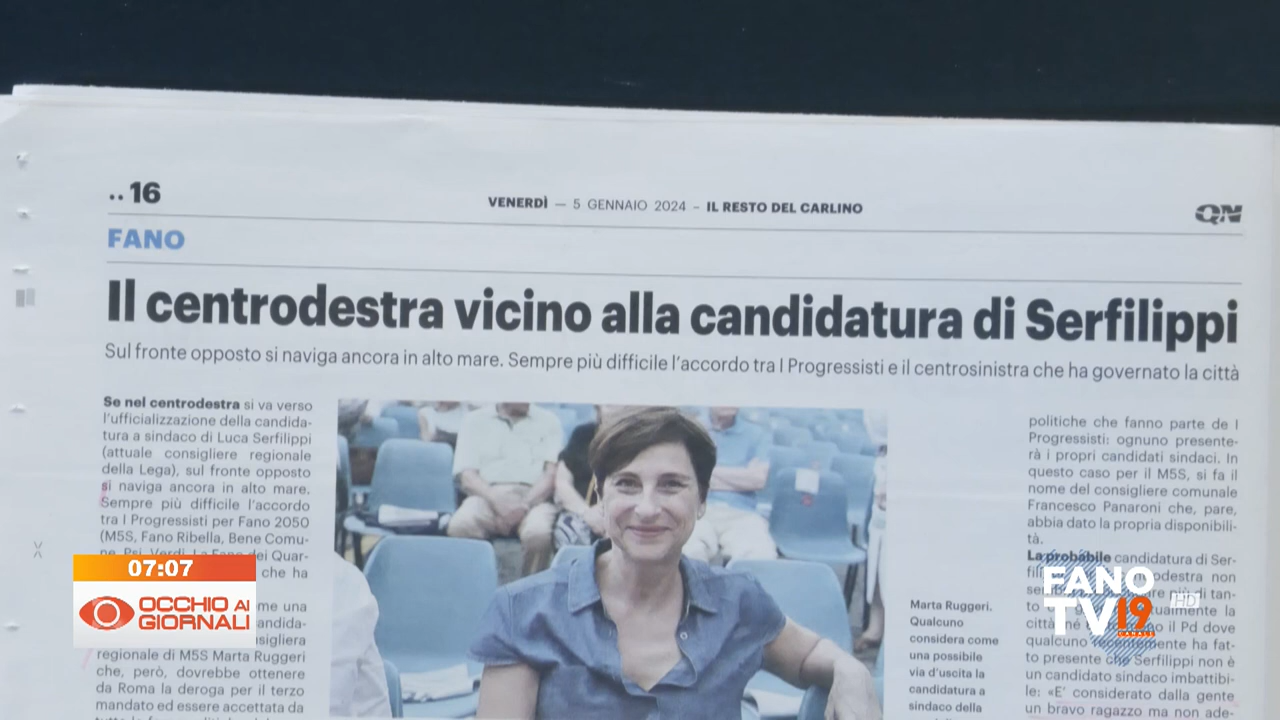 .. 16
VENERDÌ — 5 GENNAIO 2024 – IL RESTO DEL CARLINO
QN
FANO
Il centrodestra vicino alla candidatura di Serfilippi
Sul fronte opposto si naviga ancora in alto mare. Sempre più difficile l'accordo tra I Progressisti e il centrosinistra che ha governato la città
Se nel centrodestra si va verso
l'ufficializzazione della candida-
tura a sindaco di Luca Serfilippi
(attuale consigliere regionale
della Lega), sul fronte opposto
si naviga ancora in alto mare.
Sempre più difficile l'accordo
tra I Progressisti per Fano 2050
(M5S, Fano Ribella, Bene Comu-
ne, Psi, Verdi, La Fano dei Quar-
che ha
me una
andida-
nsigliera
regionale di M5S Marta Ruggeri
che, però, dovrebbe ottenere
da Roma la deroga per il terzo
mandato ed essere accettata da
Marta Ruggeri.
Qualcuno
considera come
una possibile
via d'uscita la
candidatura a
sindaco della
politiche che fanno parte de I
Progressisti: ognuno presente-
rà i propri candidati sindaci. In
questo caso per il M5S, si fa il
nome del consigliere comunale
Francesco Panaroni che, pare,
abbia dato la propria disponibili-
tà.
La probabile candidatura di Ser-
odestra non
di tan-
to la
città né il Pd dove
qualcuno recentemente ha fat-
to presente che Serfilippi non è
un candidato sindaco imbattibi-
le: «E' considerato dalla gente
un bravo ragazzo ma non ade-
07:07
OCCHIO AI
GIORNALI
FANO
TV 19
CANALE
HD